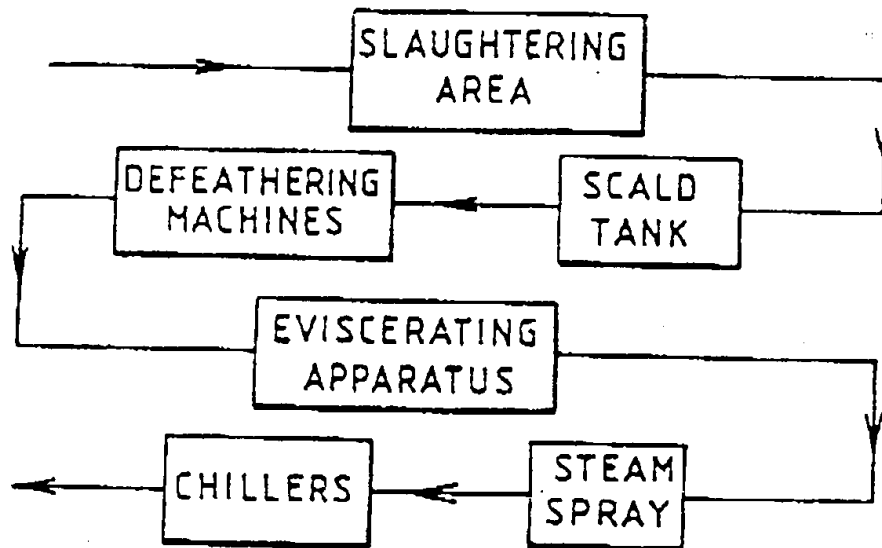 SLAUGHTERING
AREA
SCALD
TANK
DEFEATHERING
MACHINES
EVISCERATING
APPARATUS
STEAM
SPRAY
CHILLERS